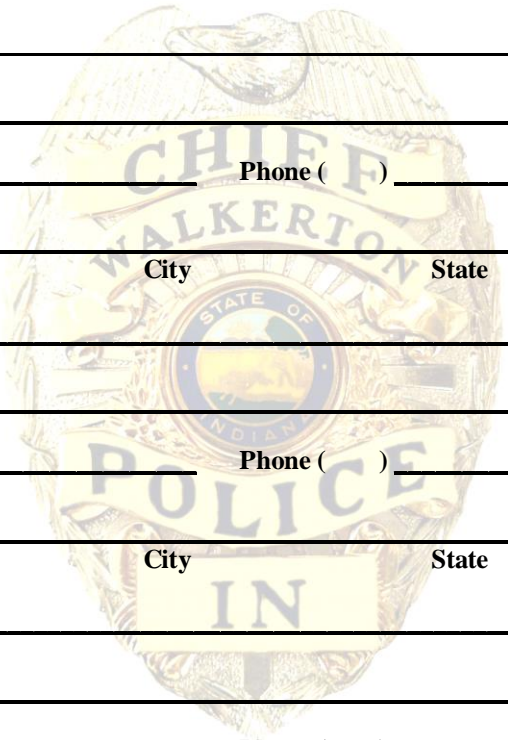 CHIEF
Phone ( )
WALKERTON
City State
STATE OF
INDIANA
Phone ( )
POLICE
City State
IN